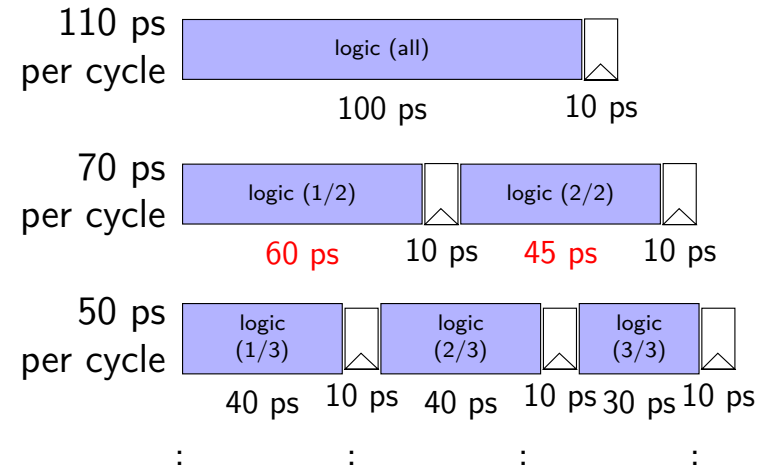 110 ps
per cycle
logic (all)
100 ps
10 ps
70 ps
per cycle
logic (1/2)
logic (2/2)
60 ps
10 ps
45 ps
10 ps
50 ps
per cycle
logic
(1/3)
logic
(2/3)
logic
(3/3)
40 ps
10 ps
40 ps
10 ps
30 ps
10 ps